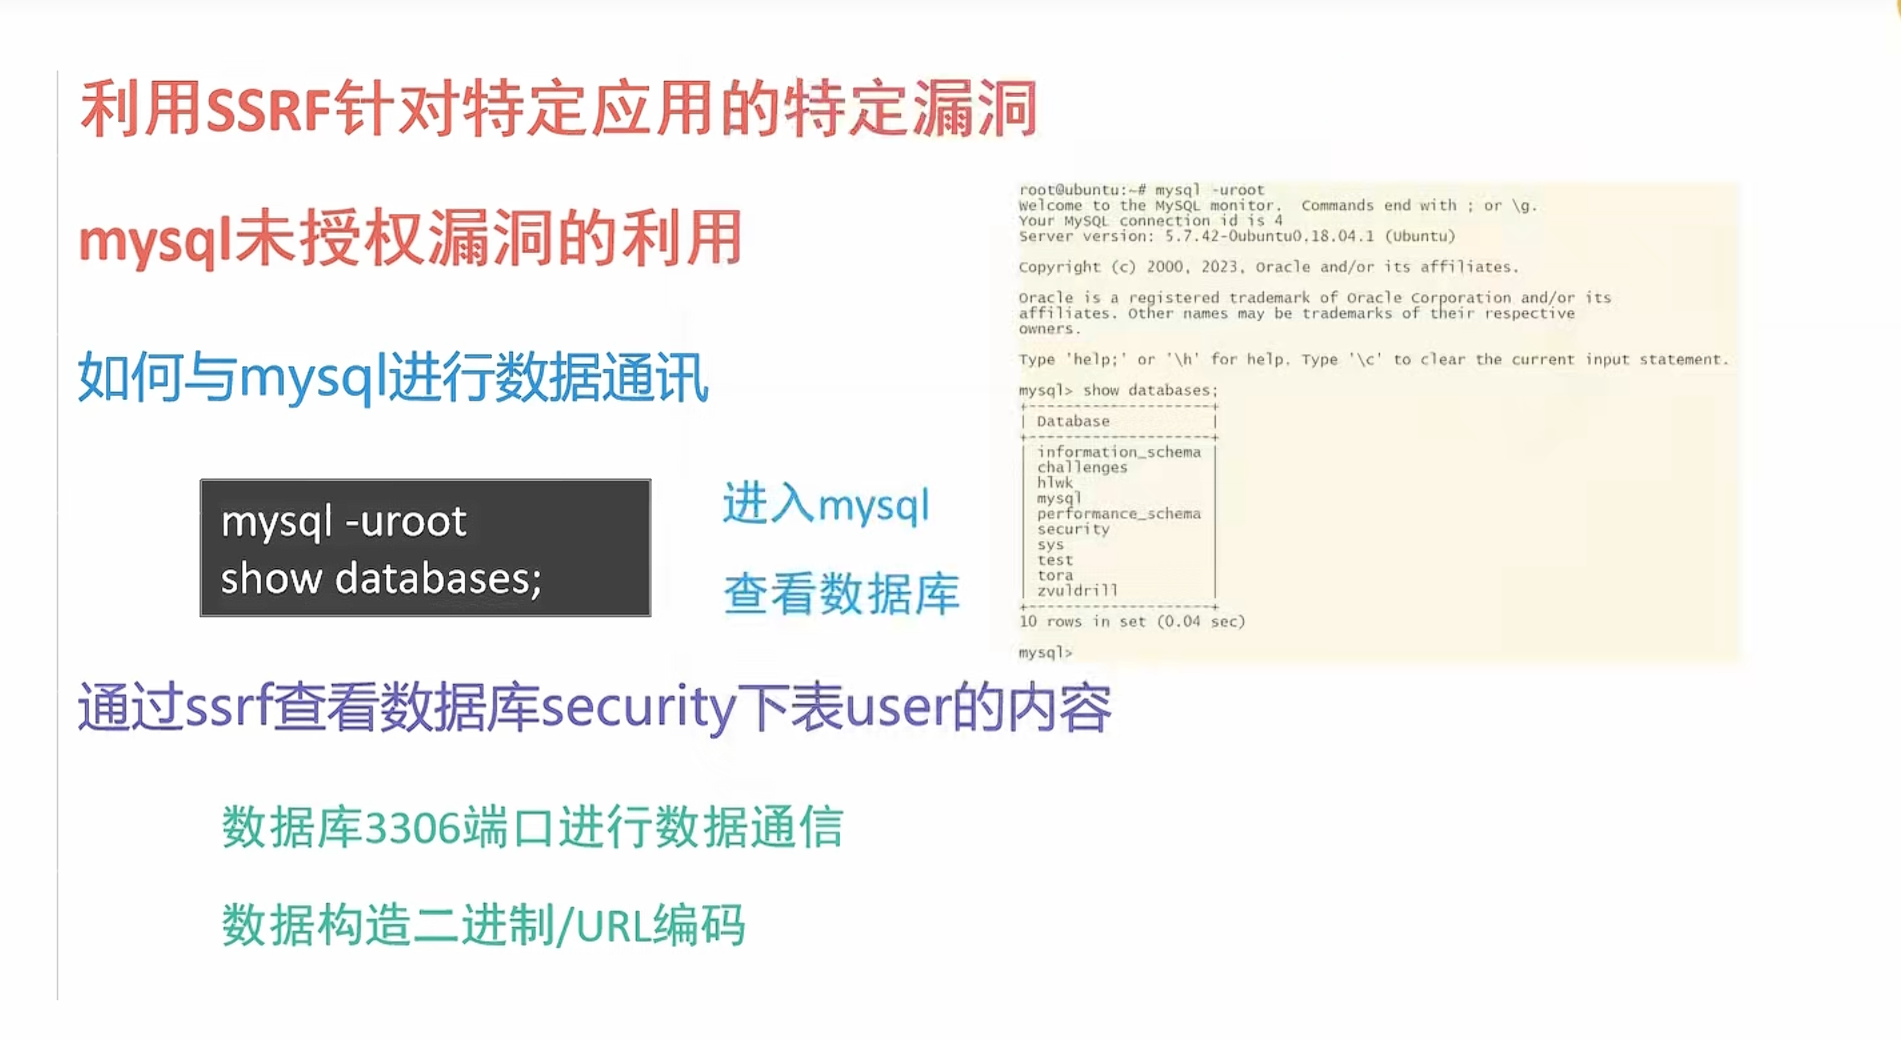 利用SSRF针对特定应用的特定漏洞
mysql未授权漏洞的利用
如何与mysql进行数据通讯
mysql -uroot
show databases;
进入mysql
查看数据库
root@ubuntu:~# mysql -uroot
Welcome to the MySQL monitor.  Commands end with ; or \g.
Your MySQL connection id is 4
Server version: 5.7.42-0ubuntu0.18.04.1 (Ubuntu)
Copyright (c) 2000, 2023, Oracle and/or its affiliates.
Oracle is a registered trademark of Oracle Corporation and/or its
affiliates. Other names may be trademarks of their respective
owners.
Type 'help;' or '\h' for help. Type '\c' to clear the current input statement.
mysql> show databases;
+--------------------+
| Database           |
+--------------------+
| information_schema |
| challenges         |
| hlwk               |
| mysql              |
| performance_schema |
| security           |
| sys                |
| test               |
| tora               |
| zvuldrill          |
+--------------------+
10 rows in set (0.04 sec)
mysql>
通过ssrf查看数据库security下表user的内容
数据库3306端口进行数据通信
数据构造二进制/URL编码